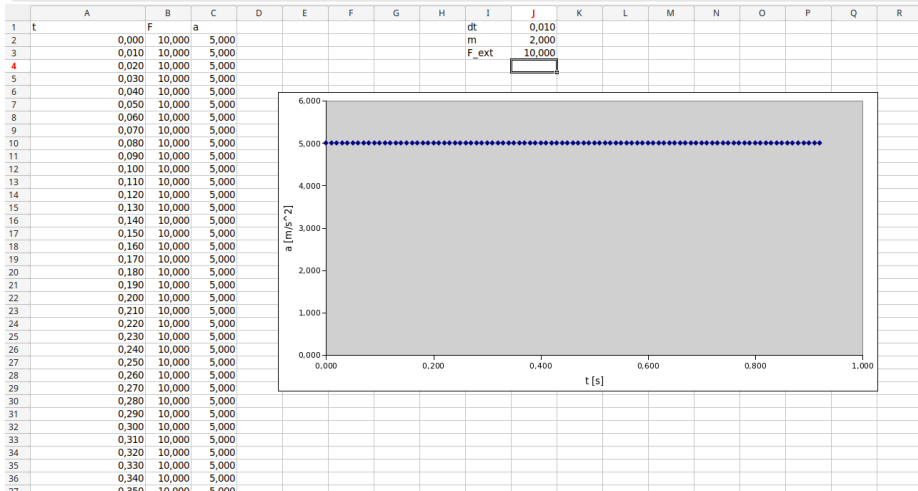 A B C D E F G H I J K L M N O P Q R
1 t F a dt 0,010
2 0,000 10,000 5,000 m 2,000
3 0,010 10,000 5,000 F_ext 10,000
4 0,020 10,000 5,000
5 0,030 10,000 5,000
6 0,040 10,000 5,000
7 0,050 10,000 5,000
8 0,060 10,000 5,000
9 0,070 10,000 5,000
10 0,080 10,000 5,000
11 0,090 10,000 5,000
12 0,100 10,000 5,000
13 0,110 10,000 5,000
14 0,120 10,000 5,000
15 0,130 10,000 5,000
16 0,140 10,000 5,000
17 0,150 10,000 5,000
18 0,160 10,000 5,000
19 0,170 10,000 5,000
20 0,180 10,000 5,000
21 0,190 10,000 5,000
22 0,200 10,000 5,000
23 0,210 10,000 5,000
24 0,220 10,000 5,000
25 0,230 10,000 5,000
26 0,240 10,000 5,000
27 0,250 10,000 5,000
28 0,260 10,000 5,000
29 0,270 10,000 5,000
30 0,280 10,000 5,000
31 0,290 10,000 5,000
32 0,300 10,000 5,000
33 0,310 10,000 5,000
34 0,320 10,000 5,000
35 0,330 10,000 5,000
36 0,340 10,000 5,000
37 0,350 10,000 5,000
6,000
5,000
4,000
3,000
2,000
1,000
0,000
a [m/s^2]
0,000 0,200 0,400 0,600 0,800 1,000
t [s]